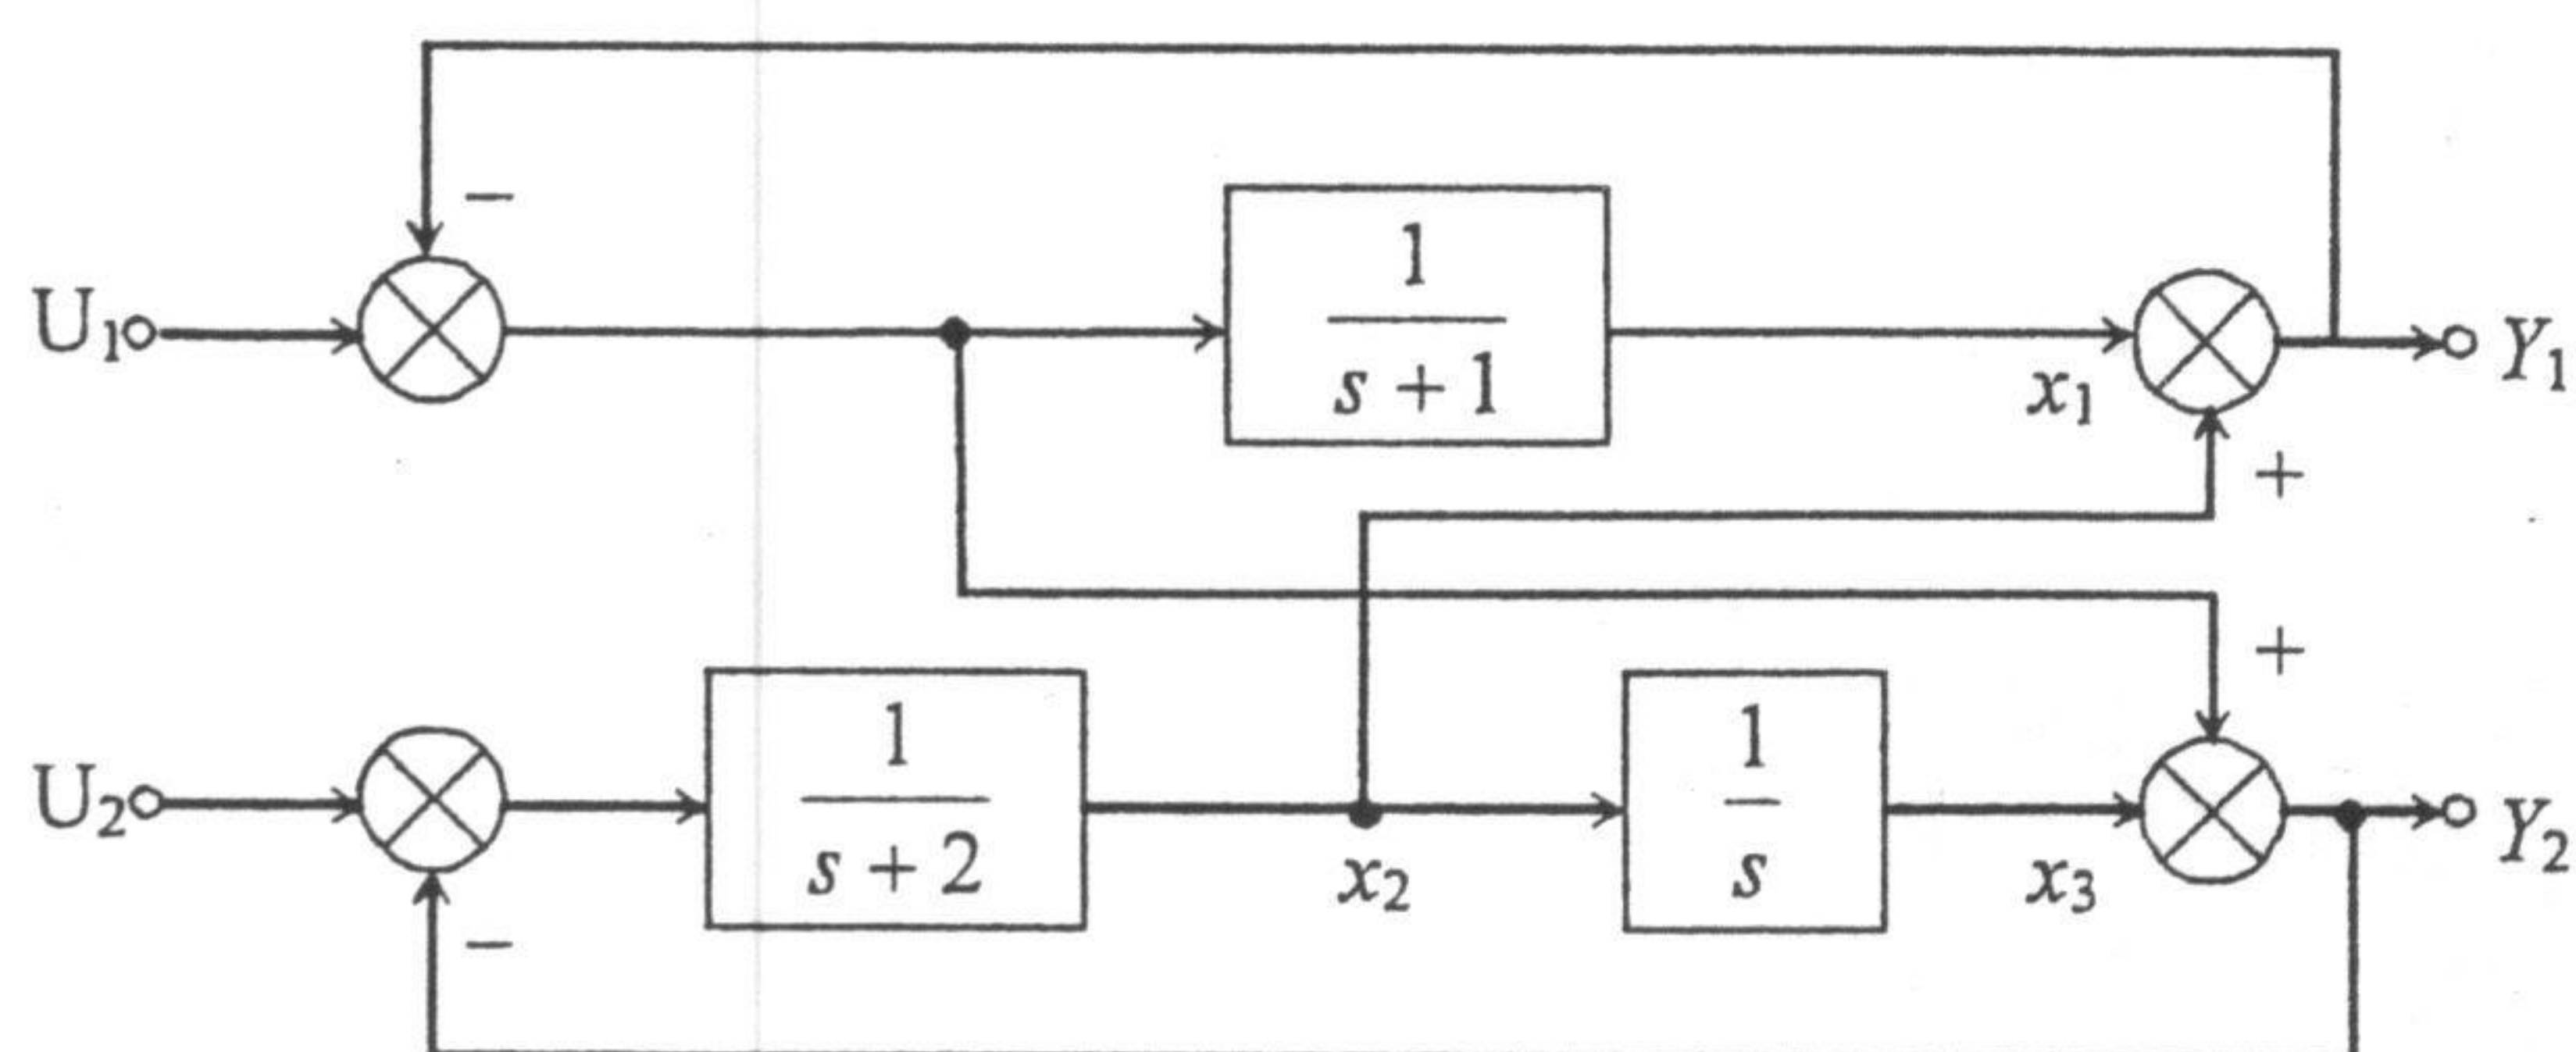 −
U₁ 1/(s + 1) x₁ Y₁
+
+
U₂ 1/(s + 2) x₂ 1/s x₃ Y₂
−